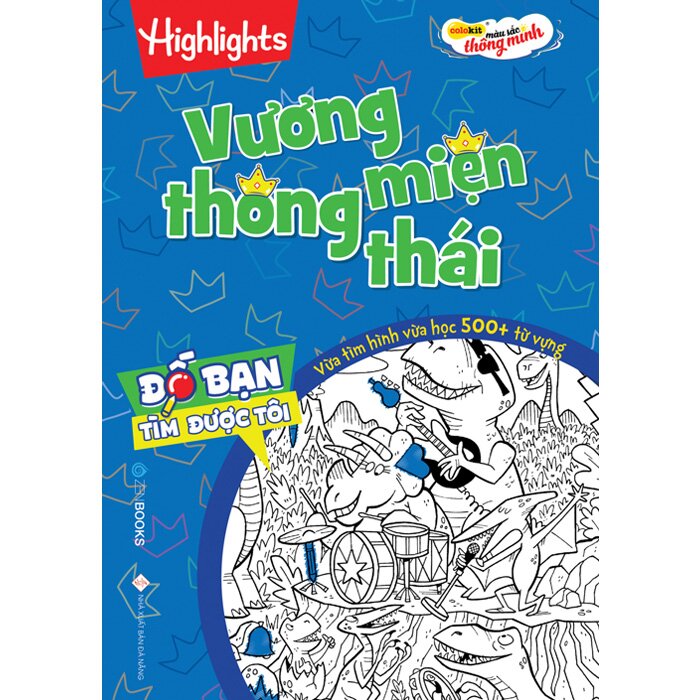 Highlights
colokit
màu sắc
thông minh
Vương
miện
thông
thái
Vừa tìm hình vừa học 500+ từ vựng
ĐỐ BẠN
TÌM ĐƯỢC TÔI
ZENBOOKS
NHÀ XUẤT BẢN ĐÀ NẴNG